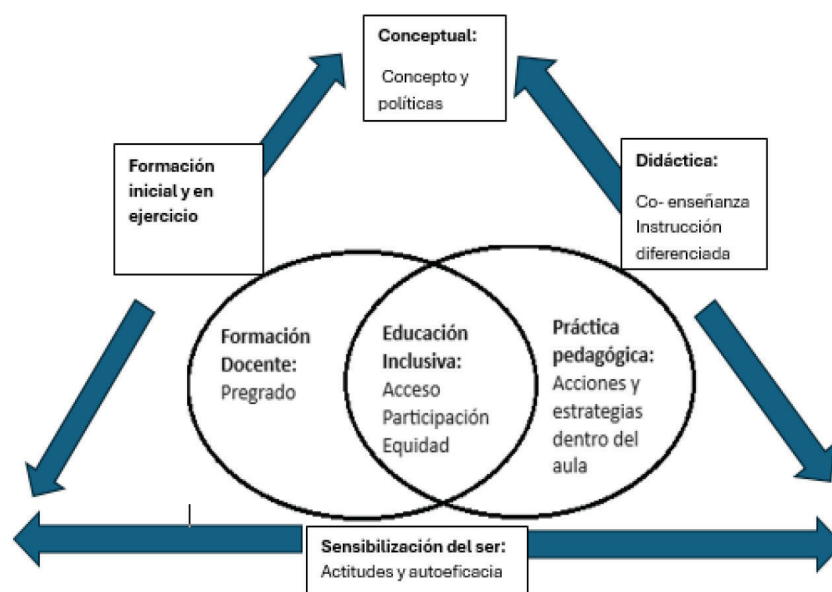 Conceptual:
Concepto y
políticas
Formación
inicial y en
ejercicio
Didáctica:
Co- enseñanza
Instrucción
diferenciada
Formación
Docente:
Pregrado
Educación
Inclusiva:
Acceso
Participación
Equidad
Práctica
pedagógica:
Acciones y
estrategias
dentro del
aula
Sensibilización del ser:
Actitudes y autoeficacia